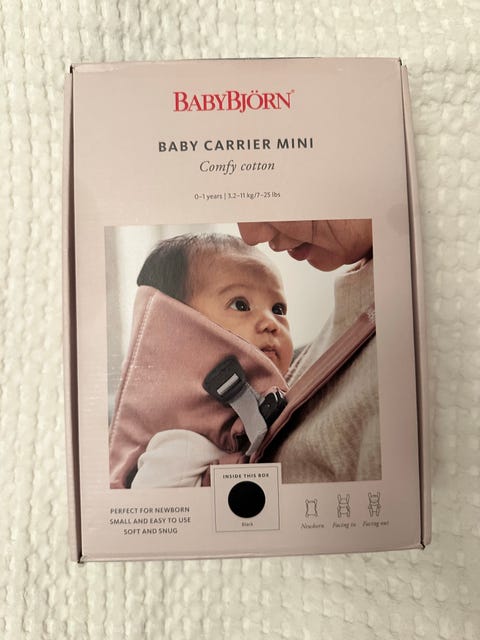 BABYBJÖRN®
BABY CARRIER MINI
Comfy cotton
0–1 years | 3.2–11 kg/7–25 lbs
INSIDE THIS BOX
Black
PERFECT FOR NEWBORN
SMALL AND EASY TO USE
SOFT AND SNUG
Newborn Facing in Facing out